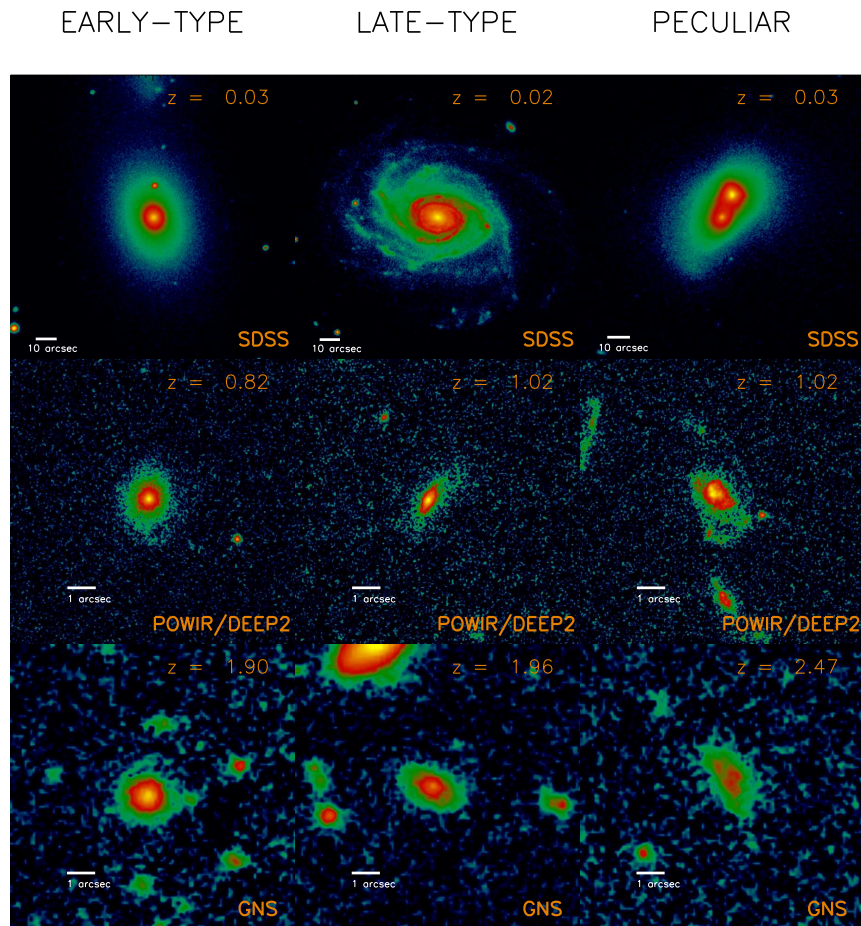 EARLY-TYPE LATE-TYPE PECULIAR
z = 0.03 z = 0.02 z = 0.03
10 arcsec SDSS 10 arcsec SDSS 10 arcsec SDSS
z = 0.82 z = 1.02 z = 1.02
1 arcsec 1 arcsec 1 arcsec
POWIR/DEEP2 POWIR/DEEP2 POWIR/DEEP2
z = 1.90 z = 1.96 z = 2.47
1 arcsec 1 arcsec 1 arcsec
GNS GNS GNS